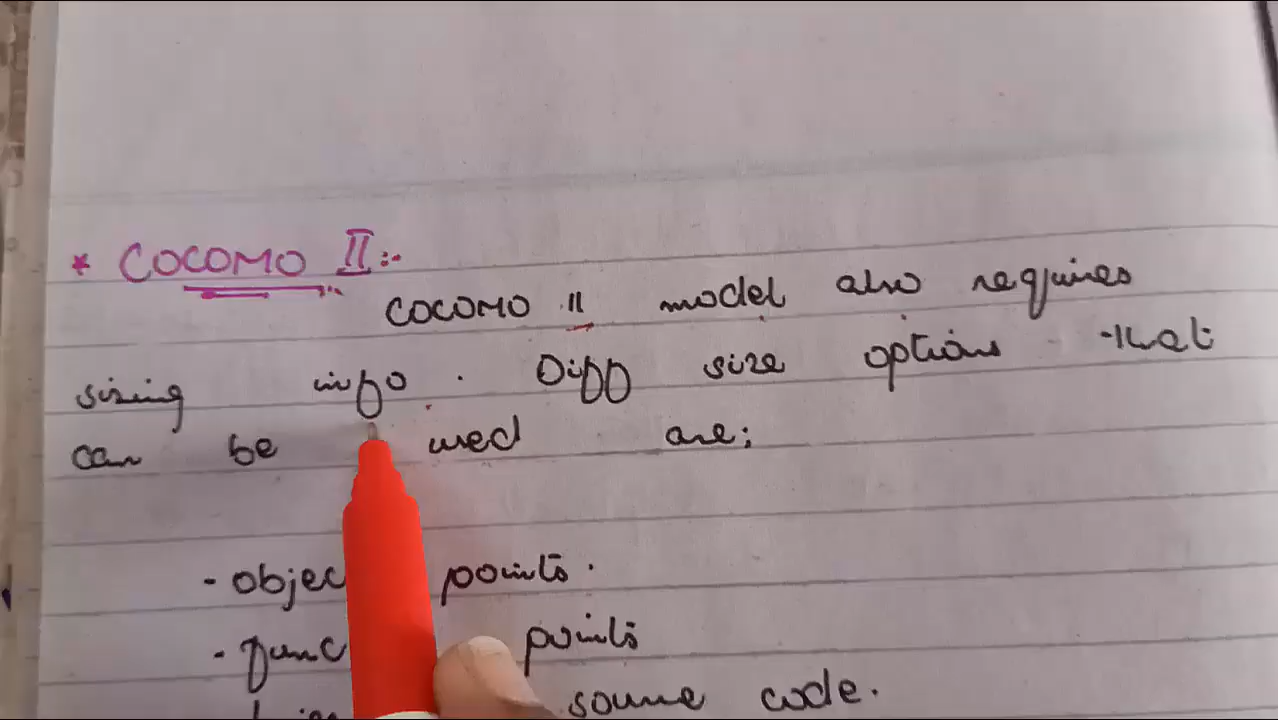 * COCOMO II:-
COCOMO II model also requires
sizing info. Diff size options that
can be used are;
- objec points.
- func points
source code.